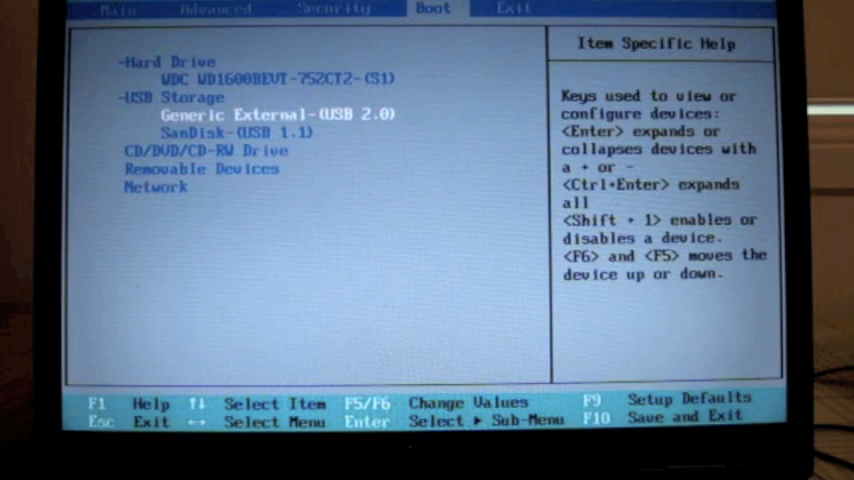 Main Advanced Security Boot Exit
-Hard Drive
WDC WD1600BEVT-75ZCT2-(S1)
-USB Storage
Generic External-(USB 2.0)
SanDisk-(USB 1.1)
CD/DVD/CD-RW Drive
Removable Devices
Network
Item Specific Help
Keys used to view or
configure devices:
<Enter> expands or
collapses devices with
a + or -
<Ctrl+Enter> expands
all
<Shift + 1> enables or
disables a device.
<F6> and <F5> moves the
device up or down.
F1 Help ↑↓ Select Item F5/F6 Change Values F9 Setup Defaults
Esc Exit ↔ Select Menu Enter Select ▶ Sub-Menu F10 Save and Exit